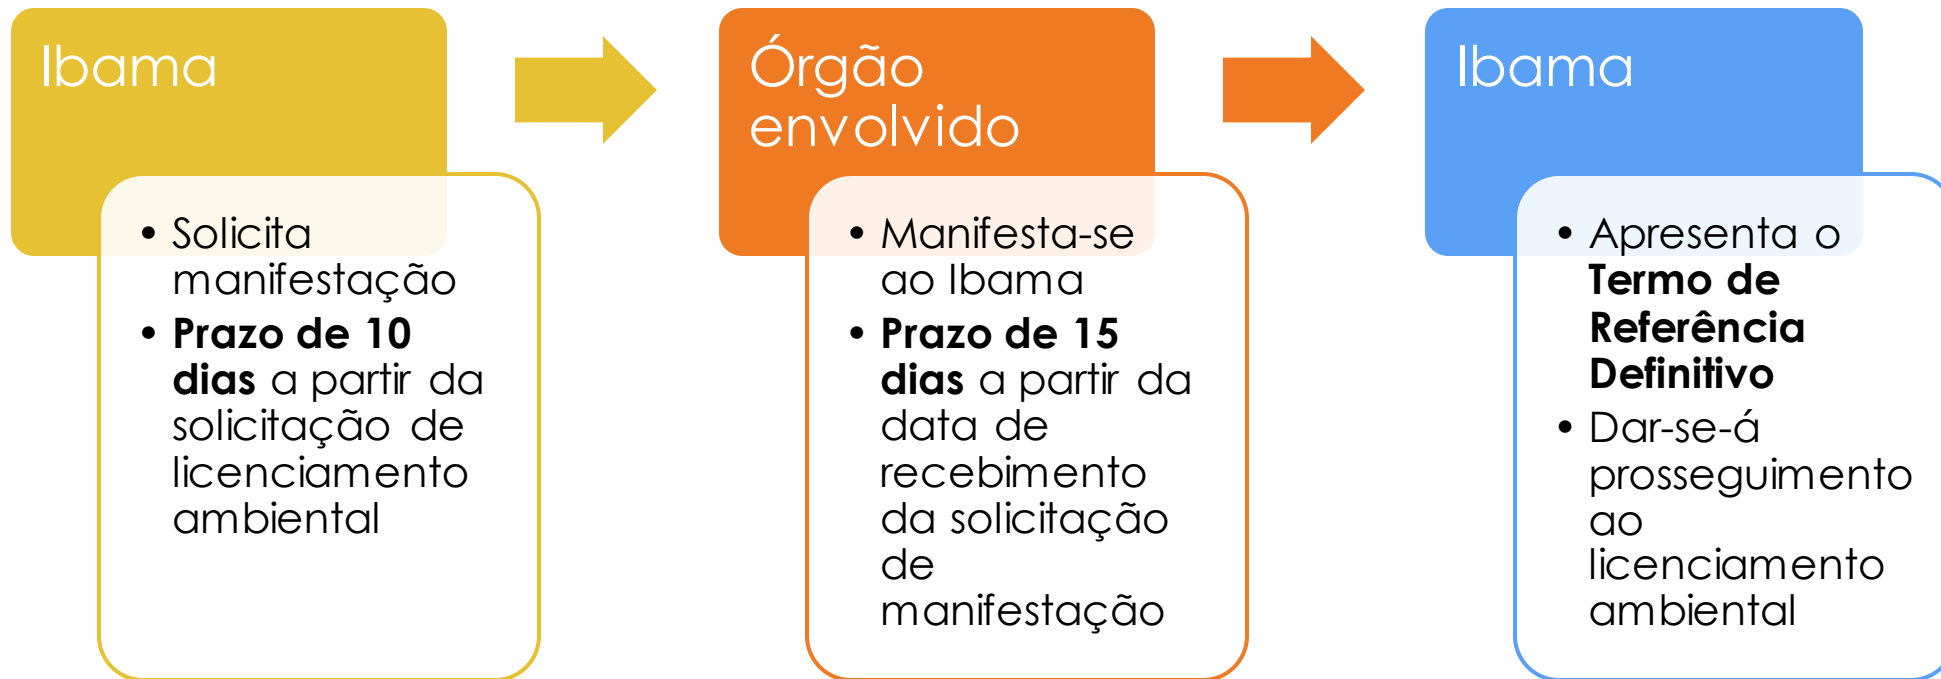 Ibama
• Solicita
manifestação
• Prazo de 10
dias a partir da
solicitação de
licenciamento
ambiental
Órgão
envolvido
• Manifesta-se
ao Ibama
• Prazo de 15
dias a partir da
data de
recebimento
da solicitação
de
manifestação
Ibama
• Apresenta o
Termo de
Referência
Definitivo
• Dar-se-á
prosseguimento
ao
licenciamento
ambiental